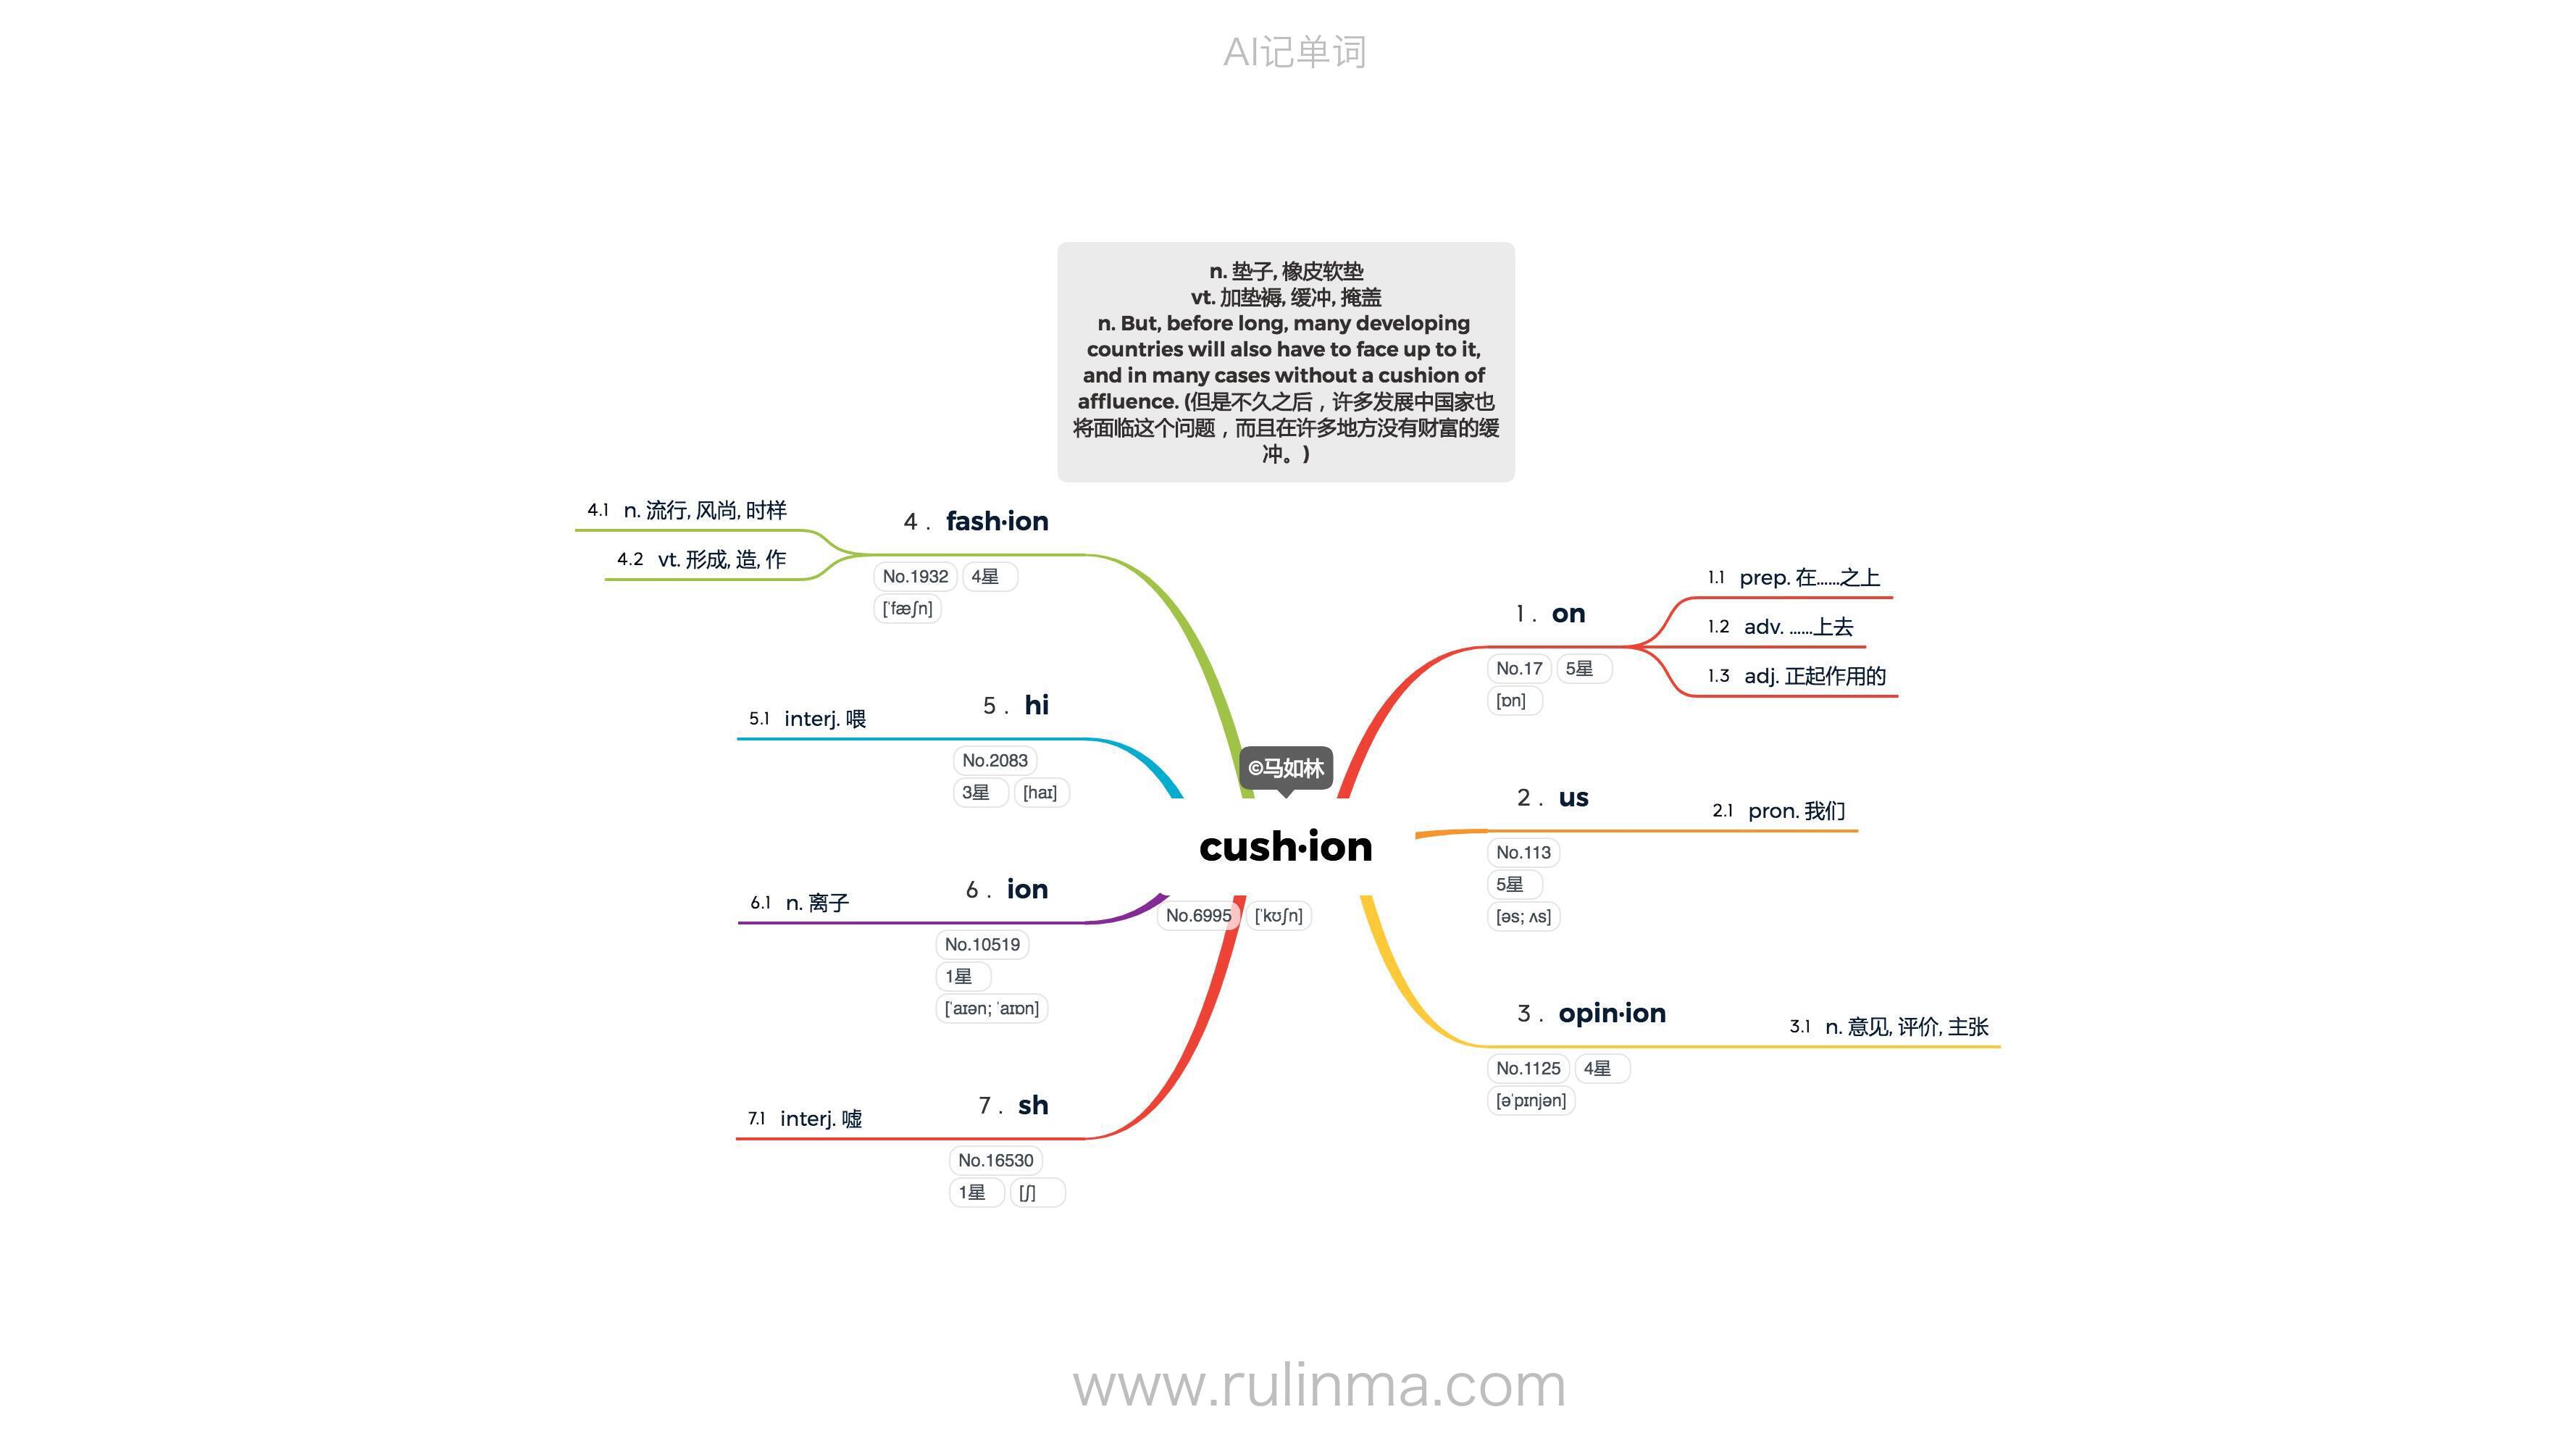 AI记单词
n. 垫子, 橡皮软垫
vt. 加垫褥, 缓冲, 掩盖
n. But, before long, many developing
countries will also have to face up to it,
and in many cases without a cushion of
affluence. (但是不久之后，许多发展中国家也
将面临这个问题，而且在许多地方没有财富的缓
冲。)
©马如林
cush·ion
No.6995 [ˈkʊʃn]
1. on
No.17 5星
[ɒn]
1.1 prep. 在……之上
1.2 adv. ……上去
1.3 adj. 正起作用的
2. us
No.113
5星
[əs; ʌs]
2.1 pron. 我们
3. opin·ion
No.1125 4星
[əˈpɪnjən]
3.1 n. 意见, 评价, 主张
4. fash·ion
No.1932 4星
[ˈfæʃn]
4.1 n. 流行, 风尚, 时样
4.2 vt. 形成, 造, 作
5. hi
No.2083
3星 [haɪ]
5.1 interj. 喂
6. ion
No.10519
1星
[ˈaɪən; ˈaɪɒn]
6.1 n. 离子
7. sh
No.16530
1星 [ʃ]
7.1 interj. 嘘
www.rulinma.com